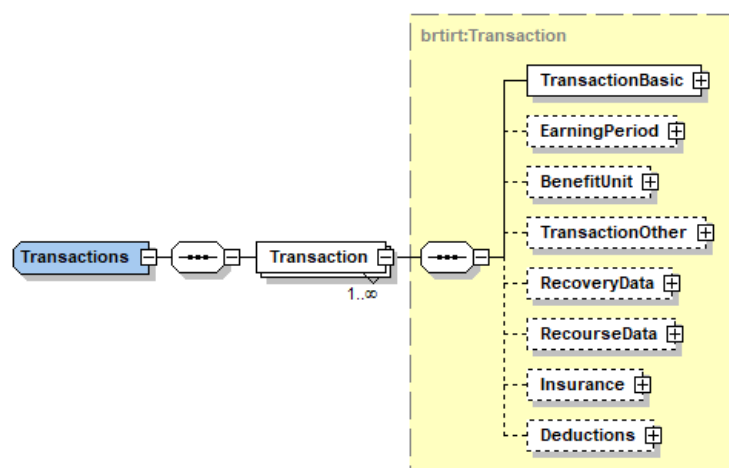 brtirt:Transaction
TransactionBasic
EarningPeriod
BenefitUnit
TransactionOther
Transactions
Transaction
1..∞
RecoveryData
RecourseData
Insurance
Deductions